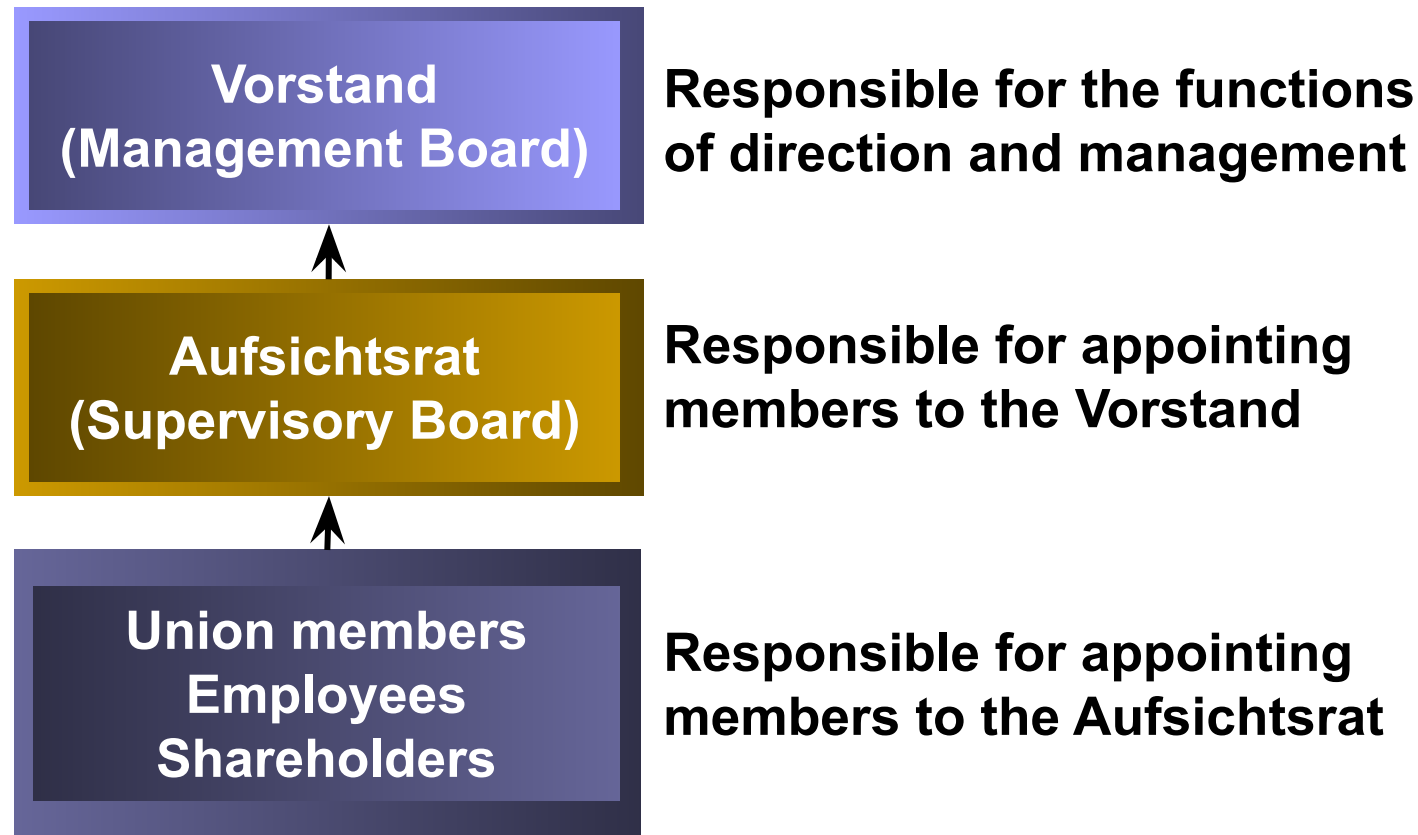 Vorstand
(Management Board)
Responsible for the functions
of direction and management
Aufsichtsrat
(Supervisory Board)
Responsible for appointing
members to the Vorstand
Union members
Employees
Shareholders
Responsible for appointing
members to the Aufsichtsrat